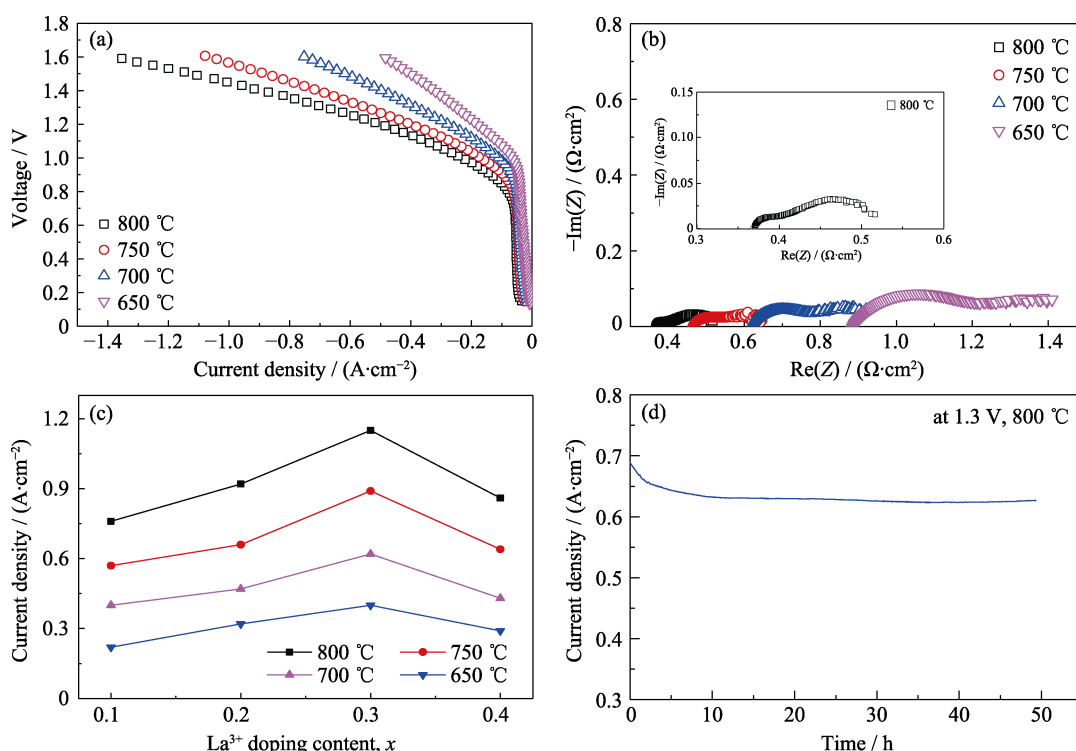 (a)
1.8
1.6
1.4
1.2
1.0
0.8
0.6
0.4
0.2
0
Voltage / V
800 ℃
750 ℃
700 ℃
650 ℃
−1.4 −1.2 −1.0 −0.8 −0.6 −0.4 −0.2 0
Current density / (A·cm⁻²)
(b)
0.8
0.6
0.4
0.2
0
−Im(Z) / (Ω·cm²)
800 ℃
750 ℃
700 ℃
650 ℃
0.15
0.10
0.05
0
−Im(Z) / (Ω·cm²)
800 ℃
0.3 0.4 0.5 0.6
Re(Z) / (Ω·cm²)
0.4 0.6 0.8 1.0 1.2 1.4
Re(Z) / (Ω·cm²)
(c)
1.2
0.9
0.6
0.3
0
Current density / (A·cm⁻²)
800 ℃ 750 ℃
700 ℃ 650 ℃
0.1 0.2 0.3 0.4
La³⁺ doping content, x
(d)
at 1.3 V, 800 ℃
0.8
0.7
0.6
0.5
0.4
0.3
Current density / (A·cm⁻²)
0 10 20 30 40 50
Time / h